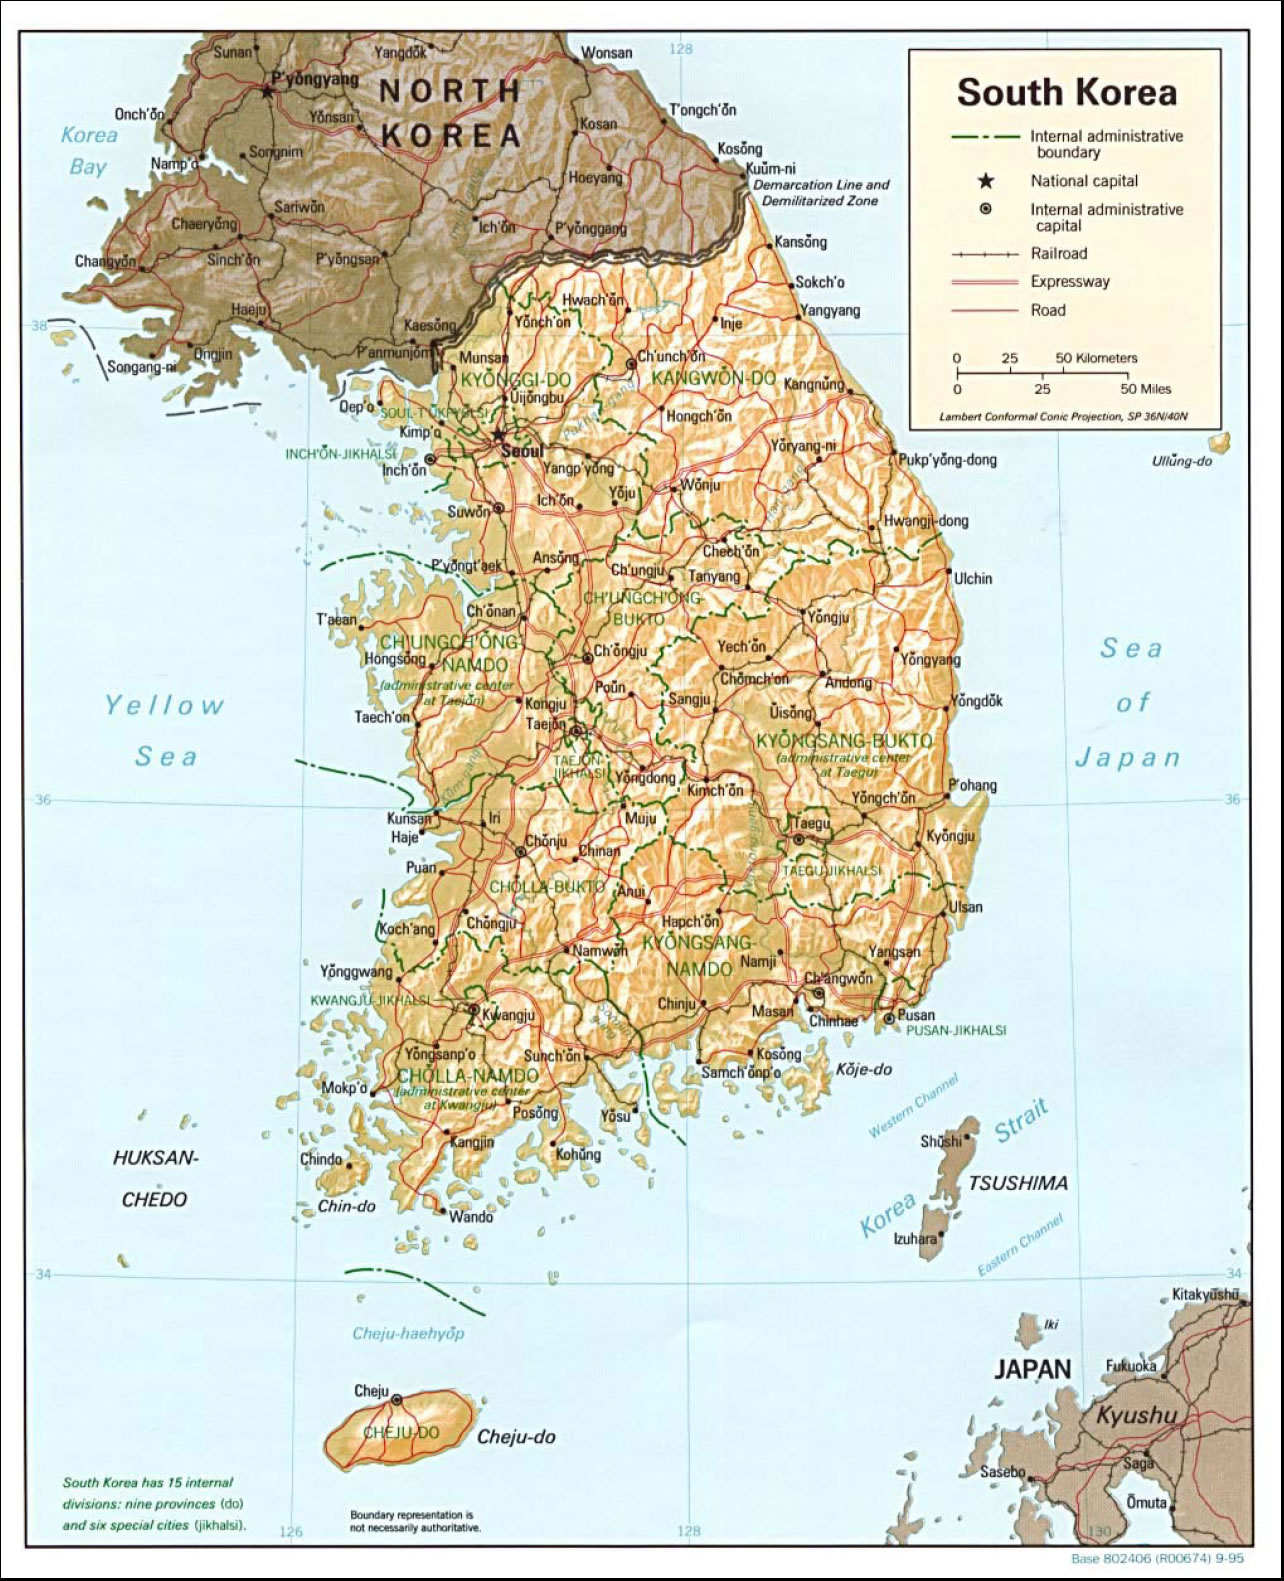 South Korea
Internal administrative
boundary
National capital
Internal administrative
capital
Railroad
Expressway
Road
0 25 50 Kilometers
0 25 50 Miles
Lambert Conformal Conic Projection, SP 36N/40N
128
Sunan
Yangdŏk
Wonsan
P'yŏngyang
NORTH
KOREA
Onch'ŏn
Yŏnsan
Kosan
T'ongch'ŏn
Korea
Bay
Namp'o
Songnim
Kosŏng
Hoeyang
Kuŭm-ni
Demarcation Line and
Demilitarized Zone
Sariwŏn
Chaeryŏng
Ich'ŏn
P'yŏnggang
Kansŏng
Changyŏn
Sinch'ŏn
P'yŏngsan
Sokch'o
Hwach'ŏn
Haeju
Yŏnch'on
Yangyang
Inje
38
Kaesŏng
P'anmunjŏm
Munsan
Ch'unch'ŏn
Ongjin
Songang-ni
KYŎNGGI-DO
KANGWŎN-DO
Kangnŭng
Ŭijŏngbu
Oep'o
SOUL-T'ŬKPYŎLSI
Pukhan-gang
Hongch'ŏn
Kimp'o
Seoul
INCH'ŎN-JIKHALSI
Inch'ŏn
Yangp'yŏng
Yŏryang-ni
Pukp'yŏng-dong
Ullŭng-do
Wŏnju
Yŏju
Ich'ŏn
Suwŏn
Hwangji-dong
Chech'ŏn
P'yŏngt'aek
Ansŏng
Ch'ungju
Tanyang
Ulchin
CH'UNGCH'ŎNG-
BUKTO
Ch'ŏnan
T'aean
Yŏngju
CH'UNGCH'ŎNG-
NAMDO
(administrative center
at Taejŏn)
Hongsŏng
Ch'ŏngju
Yech'ŏn
Yŏngyang
Chŏmch'on
Andong
Poŭn
Sangju
Kongju
Yŏngdŏk
Taech'on
Taejŏn
Ŭisŏng
Yellow
Sea
Sea
of
Japan
KYŎNGSANG-BUKTO
(administrative center
at Taegu)
TAEJŎN-
JIKHALSI
Yŏngdong
Kimch'ŏn
P'ohang
Kŭm-gang
36
36
Yŏngch'ŏn
Kunsan
Iri
Muju
Taegu
Haje
Kyŏngju
Chŏnju
Chinan
Puan
TAEGU-JIKHALSI
CHŎLLA-BUKTO
Anui
Ulsan
Chŏngju
Hapch'ŏn
Koch'ang
KYŎNGSANG-
NAMDO
Namwŏn
Namji
Yangsan
Yŏnggwang
Ch'angwŏn
KWANGJU-JIKHALSI
Chinju
Masan
Chinhae
Pusan
Kwangju
PUSAN-JIKHALSI
Yŏngsanp'o
Sunch'ŏn
Kosŏng
Samch'ŏnp'o
Kŏje-do
CHŎLLA-NAMDO
(administrative center
at Kwangju)
Mokp'o
Posŏng
Yŏsu
Western Channel
Strait
Shūshi
Kangjin
Kohŭng
HUKSAN-
CHEDO
Chindo
Chin-do
TSUSHIMA
Wando
Korea
Izuhara
Eastern Channel
34
34
Kitakyūshū
Iki
Cheju-haehyŏp
JAPAN
Fukuoka
Cheju
Kyushu
CHEJU-DO
Cheju-do
Saga
Sasebo
Ōmuta
South Korea has 15 internal
divisions: nine provinces (do)
and six special cities (jikhalsi).
Boundary representation is
not necessarily authoritative.
126
128
130
Base 802406 (R00674) 9-95